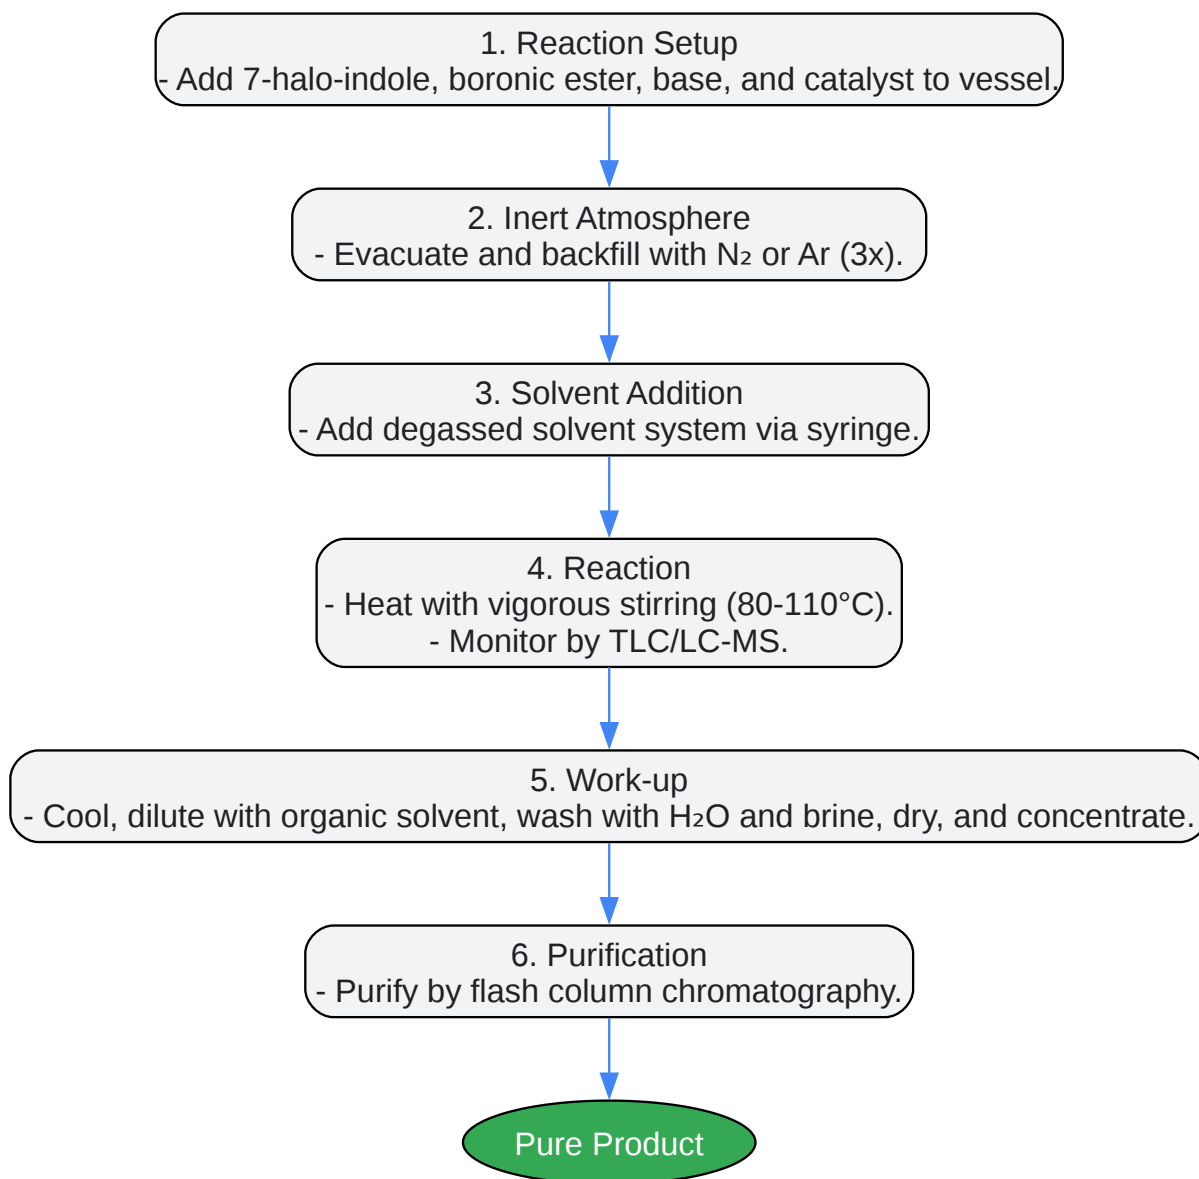 1. Reaction Setup
- Add 7-halo-indole, boronic ester, base, and catalyst to vessel.
2. Inert Atmosphere
- Evacuate and backfill with N₂ or Ar (3x).
3. Solvent Addition
- Add degassed solvent system via syringe.
4. Reaction
- Heat with vigorous stirring (80-110°C).
- Monitor by TLC/LC-MS.
5. Work-up
- Cool, dilute with organic solvent, wash with H₂O and brine, dry, and concentrate.
6. Purification
- Purify by flash column chromatography.
Pure Product